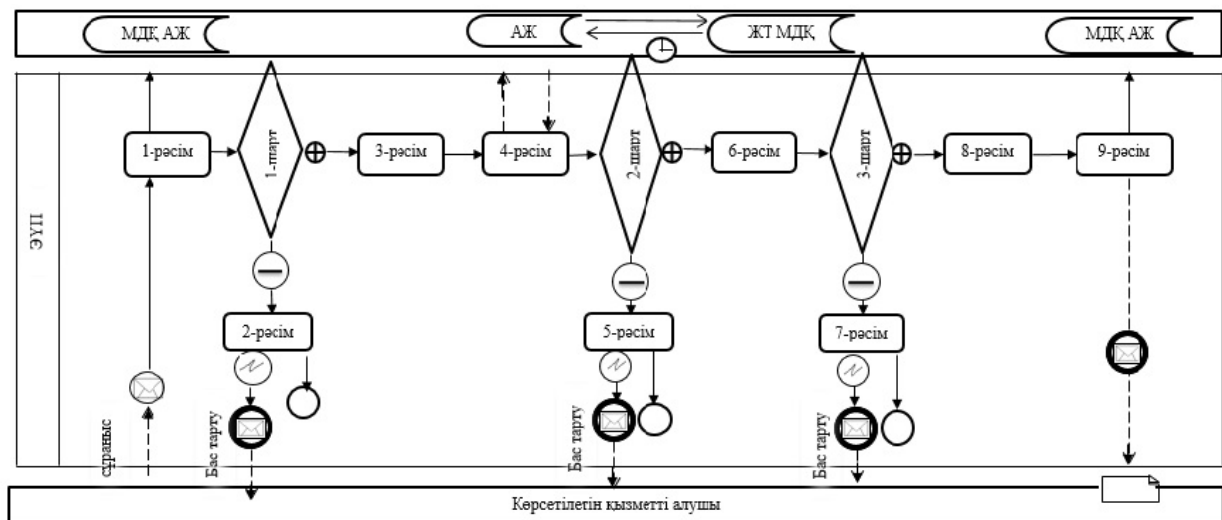 МДҚ АЖ
АЖ
ЖТ МДҚ
МДҚ АЖ
ЭҮП
1-рәсім
1-шарт
3-рәсім
4-рәсім
2-шарт
6-рәсім
3-шарт
8-рәсім
9-рәсім
2-рәсім
5-рәсім
7-рәсім
сұраныс
Бас тарту
Бас тарту
Бас тарту
Көрсетілетін қызметті алушы